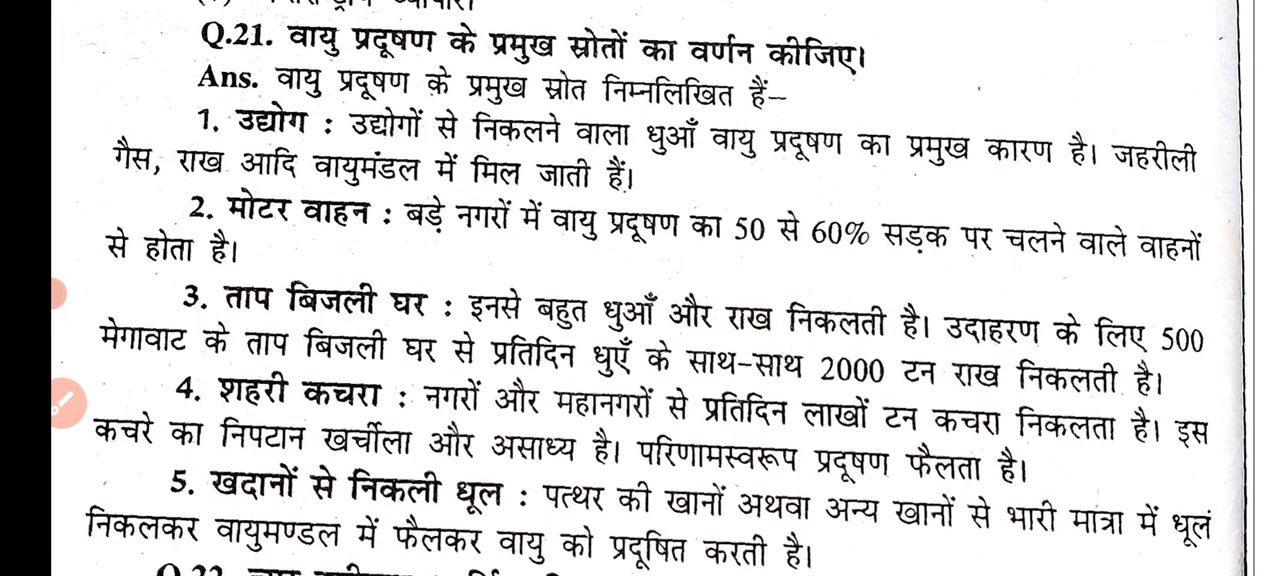 Q.21. वायु प्रदूषण के प्रमुख स्रोतों का वर्णन कीजिए।
Ans. वायु प्रदूषण के प्रमुख स्रोत निम्नलिखित हैं–
1. उद्योग : उद्योगों से निकलने वाला धुआँ वायु प्रदूषण का प्रमुख कारण है। जहरीली
गैस, राख आदि वायुमंडल में मिल जाती हैं।
2. मोटर वाहन : बड़े नगरों में वायु प्रदूषण का 50 से 60% सड़क पर चलने वाले वाहनों
से होता है।
3. ताप बिजली घर : इनसे बहुत धुआँ और राख निकलती है। उदाहरण के लिए 500
मेगावाट के ताप बिजली घर से प्रतिदिन धुएँ के साथ-साथ 2000 टन राख निकलती है।
4. शहरी कचरा : नगरों और महानगरों से प्रतिदिन लाखों टन कचरा निकलता है। इस
कचरे का निपटान खर्चीला और असाध्य है। परिणामस्वरूप प्रदूषण फैलता है।
5. खदानों से निकली धूल : पत्थर की खानों अथवा अन्य खानों से भारी मात्रा में धूलं
निकलकर वायुमण्डल में फैलकर वायु को प्रदूषित करती है।